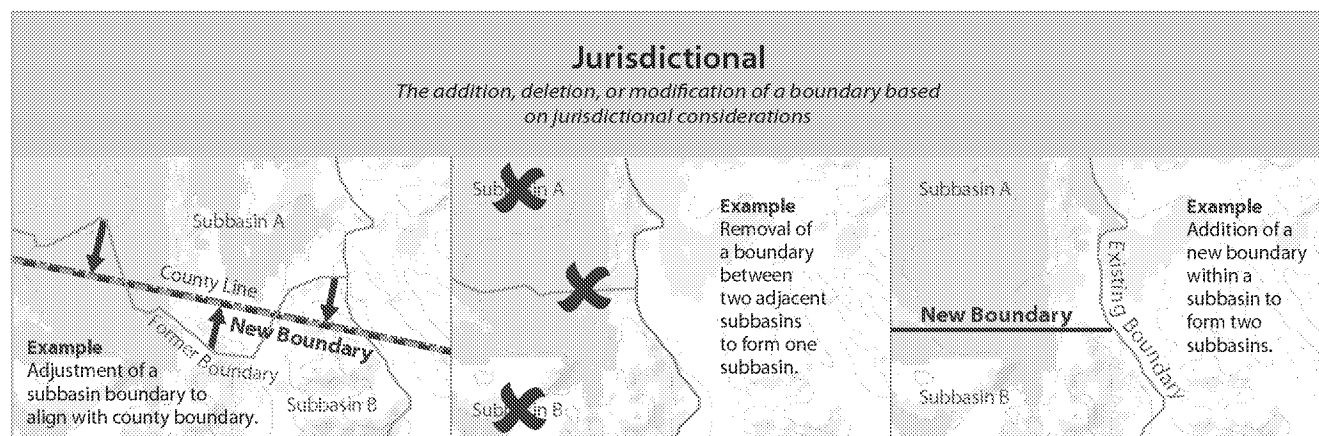 Jurisdictional
The addition, deletion, or modification of a boundary based
on jurisdictional considerations
Subbasin A
County Line
New Boundary
Former Boundary
Subbasin B
Example
Adjustment of a
subbasin boundary to
align with county boundary.
Subbasin A
Subbasin B
Example
Removal of
a boundary
between
two adjacent
subbasins
to form one
subbasin.
Subbasin A
New Boundary
Existing Boundary
Subbasin B
Example
Addition of a
new boundary
within a
subbasin to
form two
subbasins.